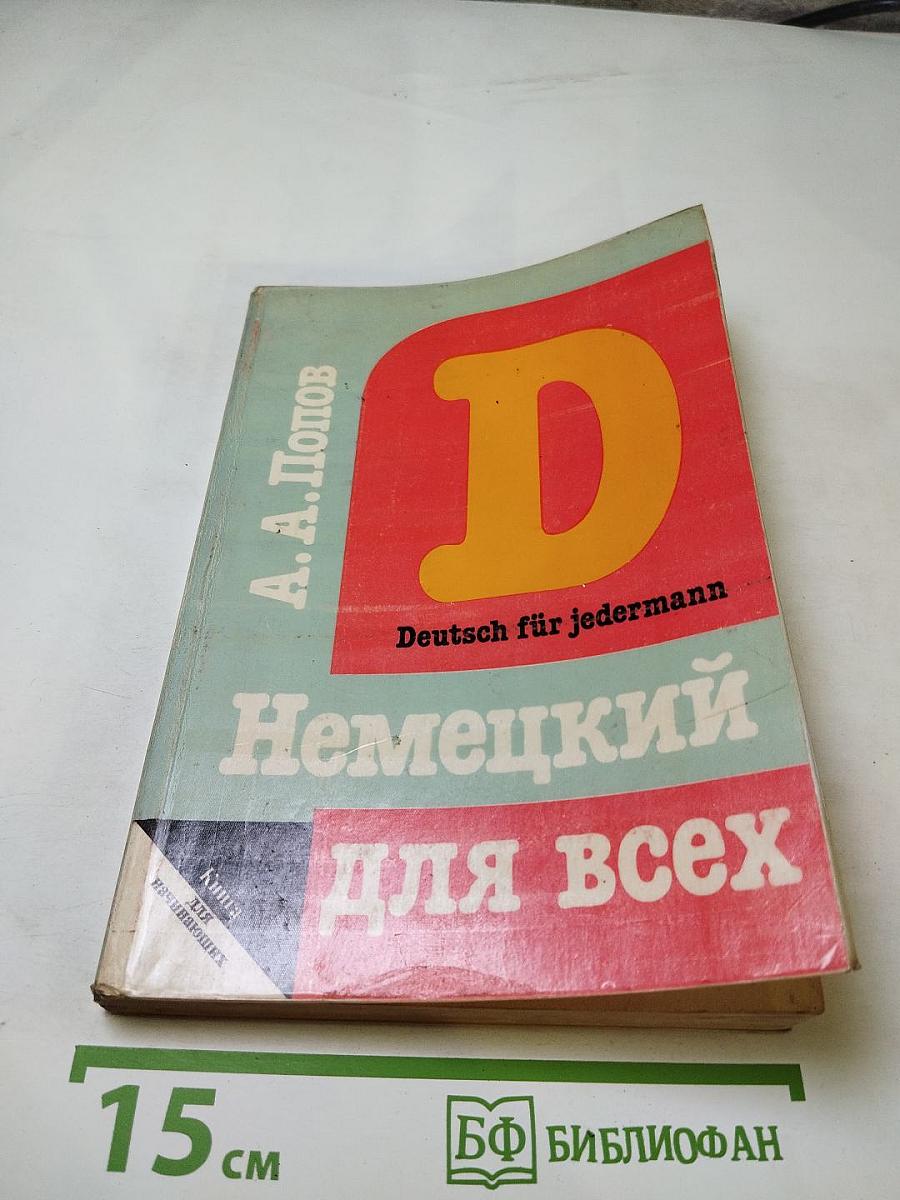 А. А. Попов
D
Deutsch für jedermann
Немецкий
для всех
Книга
для
начинающих
15 см
БФ БИБЛИОФАН